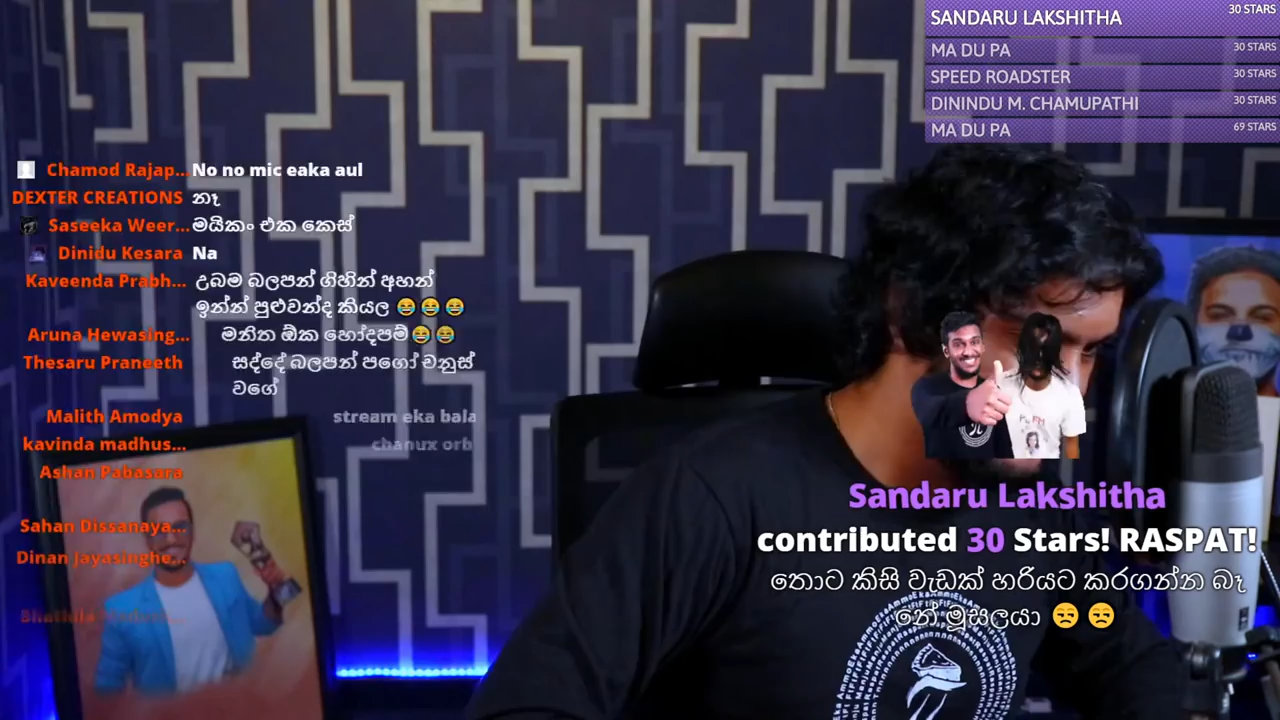 SANDARU LAKSHITHA 30 STARS
MA DU PA 30 STARS
SPEED ROADSTER 30 STARS
DININDU M. CHAMUPATHI 30 STARS
MA DU PA 69 STARS
Chamod Rajap... No no mic eaka aul
DEXTER CREATIONS නෑ
Saseeka Weer... මයිකං එක කෙස්
Dinidu Kesara Na
Kaveenda Prabh... උබම බලපන් ගිහින් අහන්
ඉන්න් පුළුවන්ද කියල 😂😂😂
Aruna Hewasing... මනිත ඕක හෝදපම්😂😂
Thesaru Praneeth සද්දේ බලපන් පගෝ චනුස්
වගේ
Malith Amodya stream eka bala
kavinda madhus... chanux orb
Ashan Pabasara
Sahan Dissanaya...
Dinan Jayasinghe...
Sandaru Lakshitha
contributed 30 Stars! RASPAT!
තොට කිසි වැඩක් හරියට කරගන්න බෑ
නේ මූසලයා 😒😒